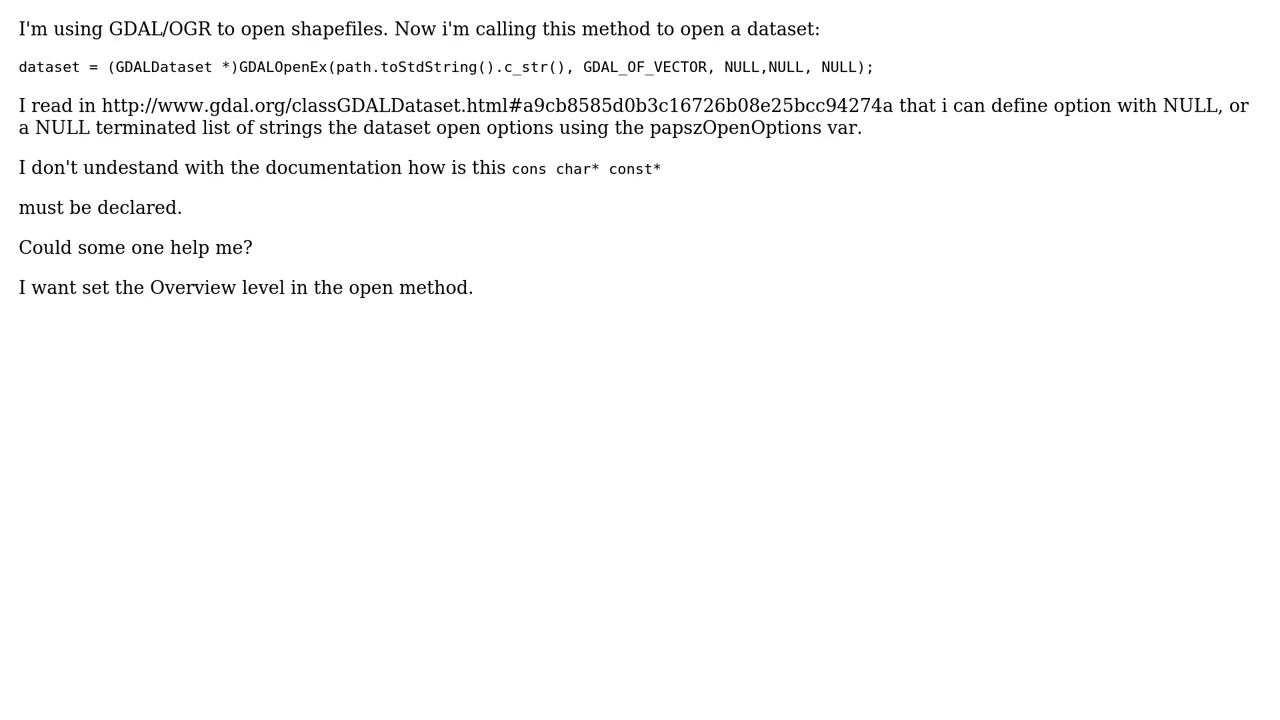 I'm using GDAL/OGR to open shapefiles. Now i'm calling this method to open a dataset:
dataset = (GDALDataset *)GDALOpenEx(path.toStdString().c_str(), GDAL_OF_VECTOR, NULL,NULL, NULL);
I read in http://www.gdal.org/classGDALDataset.html#a9cb8585d0b3c16726b08e25bcc94274a that i can define option with NULL, or
a NULL terminated list of strings the dataset open options using the papszOpenOptions var.
I don't undestand with the documentation how is this cons char* const*
must be declared.
Could some one help me?
I want set the Overview level in the open method.